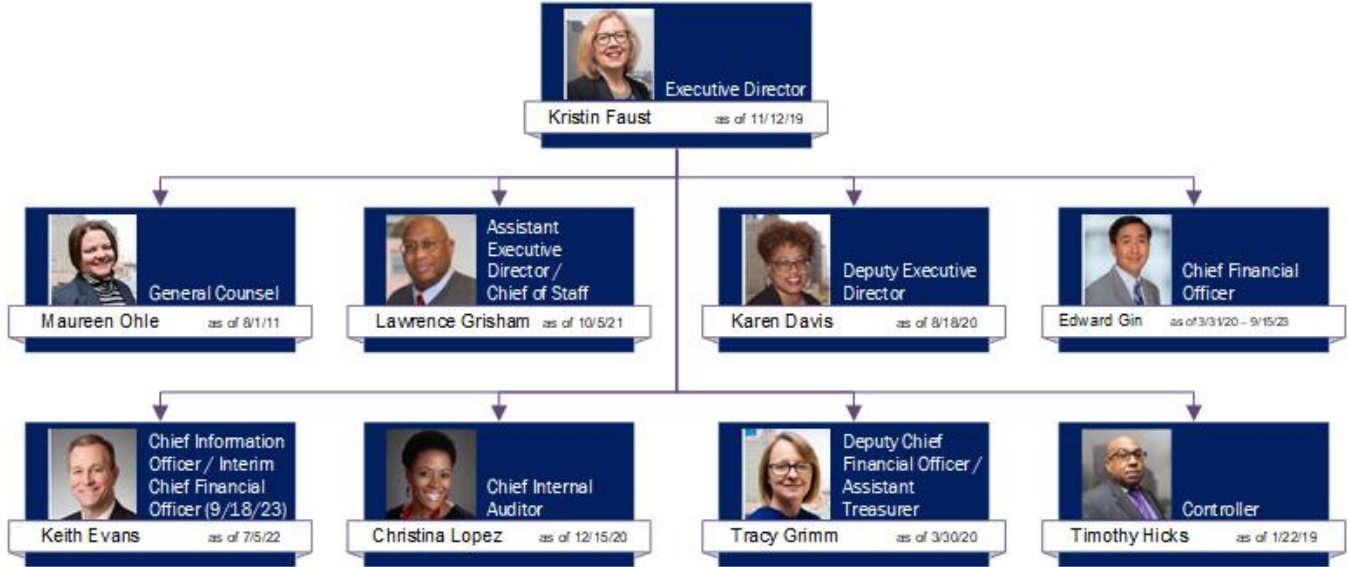 Executive Director
Kristin Faust as of 11/12/19
General Counsel
Maureen Ohle as of 8/1/11
Assistant
Executive
Director /
Chief of Staff
Lawrence Grisham as of 10/5/21
Deputy Executive
Director
Karen Davis as of 8/18/20
Chief Financial
Officer
Edward Gin as of 3/31/20 – 9/15/23
Chief Information
Officer / Interim
Chief Financial
Officer (9/18/23)
Keith Evans as of 7/5/22
Chief Internal
Auditor
Christina Lopez as of 12/15/20
Deputy Chief
Financial Officer /
Assistant
Treasurer
Tracy Grimm as of 3/30/20
Controller
Timothy Hicks as of 1/22/19